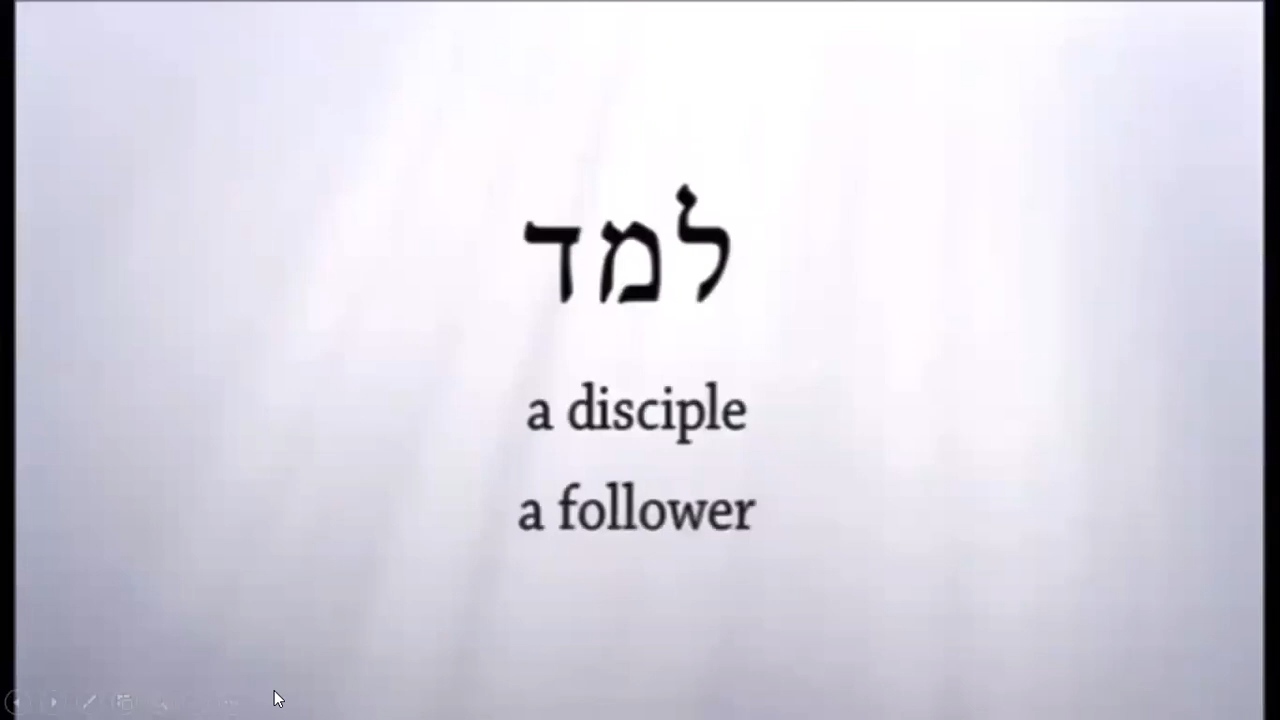 למד
a disciple
a follower